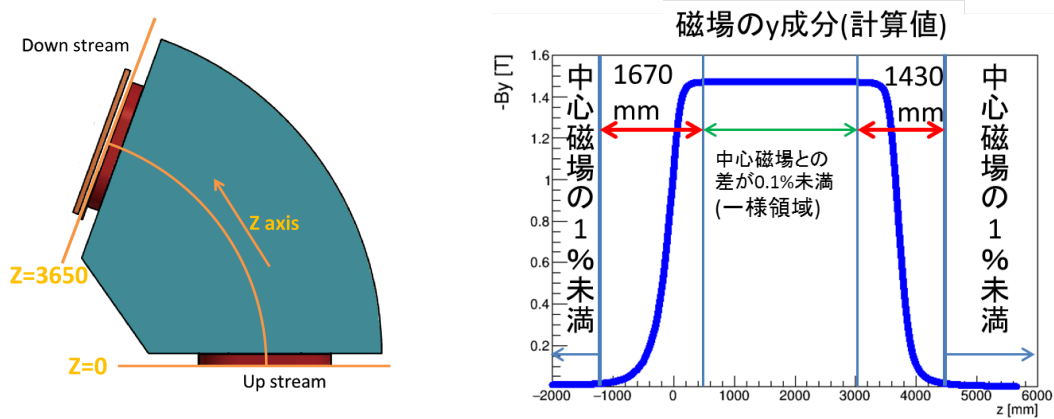 Down stream
Z axis
Z=3650
Z=0
Up stream
磁場のy成分(計算値)
-By [T]
1.6
1.4
1.2
1
0.8
0.6
0.4
0.2
0
中心磁場の1%未満
1670
mm
中心磁場との
差が0.1%未満
(一様領域)
1430
mm
中心磁場の1%未満
-2000
-1000
0
1000
2000
3000
4000
5000
6000
z [mm]